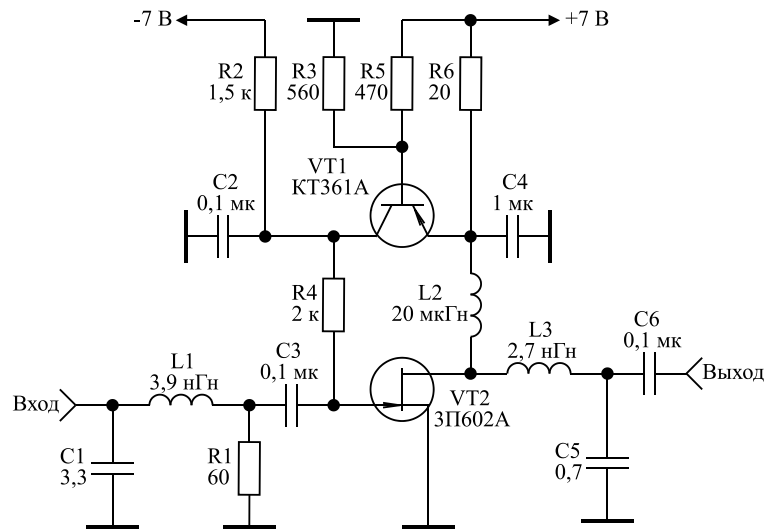 -7 В
+7 В
R2
1,5 к
R3
560
R5
470
R6
20
VT1
КТ361А
C2
0,1 мк
C4
1 мк
R4
2 к
L2
20 мкГн
L1
3,9 нГн
C3
0,1 мк
L3
2,7 нГн
C6
0,1 мк
Вход
Выход
VT2
3П602А
C1
3,3
R1
60
C5
0,7